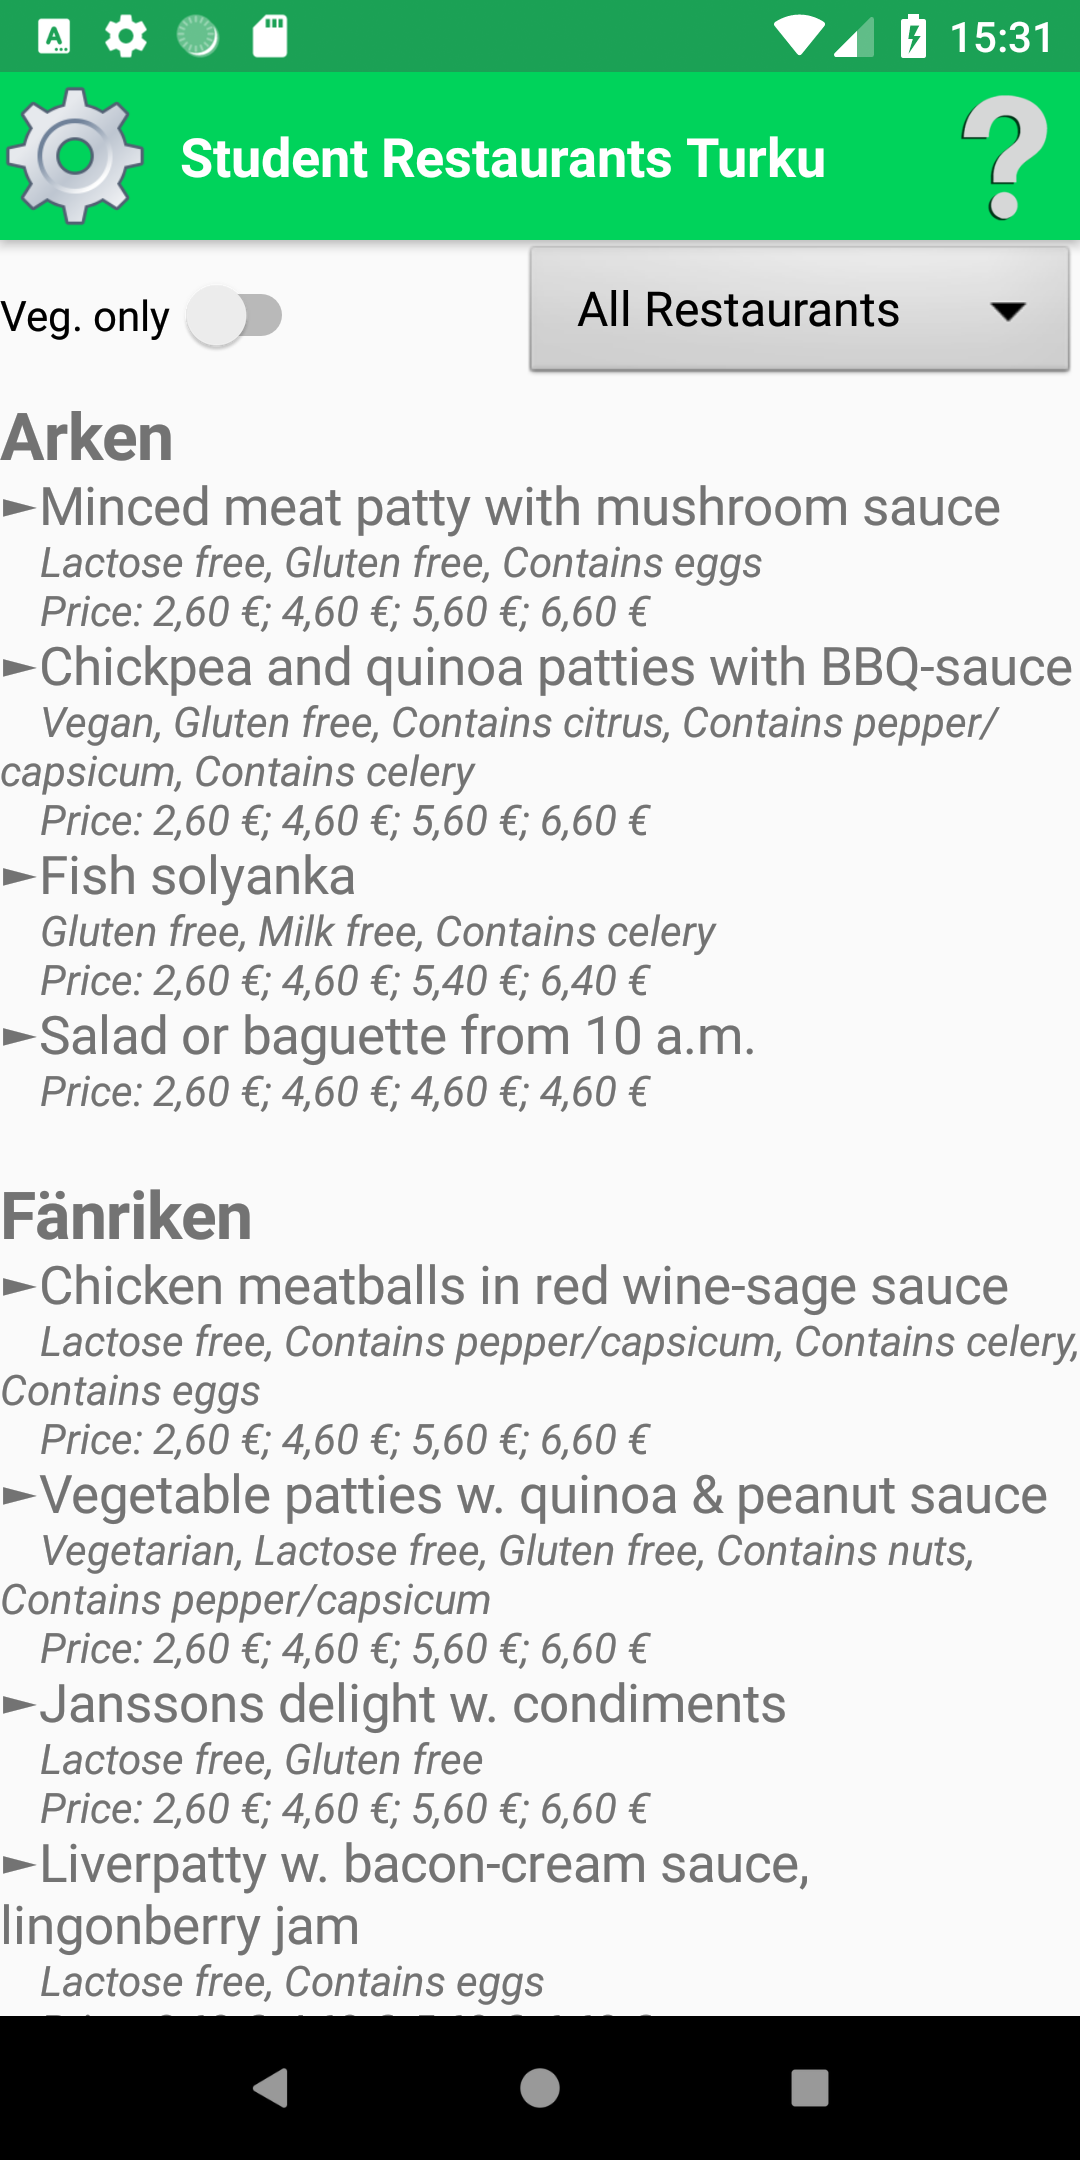 15:31
Student Restaurants Turku
Veg. only
All Restaurants
Arken
►Minced meat patty with mushroom sauce
Lactose free, Gluten free, Contains eggs
Price: 2,60 €; 4,60 €; 5,60 €; 6,60 €
►Chickpea and quinoa patties with BBQ-sauce
Vegan, Gluten free, Contains citrus, Contains pepper/
capsicum, Contains celery
Price: 2,60 €; 4,60 €; 5,60 €; 6,60 €
►Fish solyanka
Gluten free, Milk free, Contains celery
Price: 2,60 €; 4,60 €; 5,40 €; 6,40 €
►Salad or baguette from 10 a.m.
Price: 2,60 €; 4,60 €; 4,60 €; 4,60 €
Fänriken
►Chicken meatballs in red wine-sage sauce
Lactose free, Contains pepper/capsicum, Contains celery,
Contains eggs
Price: 2,60 €; 4,60 €; 5,60 €; 6,60 €
►Vegetable patties w. quinoa & peanut sauce
Vegetarian, Lactose free, Gluten free, Contains nuts,
Contains pepper/capsicum
Price: 2,60 €; 4,60 €; 5,60 €; 6,60 €
►Janssons delight w. condiments
Lactose free, Gluten free
Price: 2,60 €; 4,60 €; 5,60 €; 6,60 €
►Liverpatty w. bacon-cream sauce,
lingonberry jam
Lactose free, Contains eggs